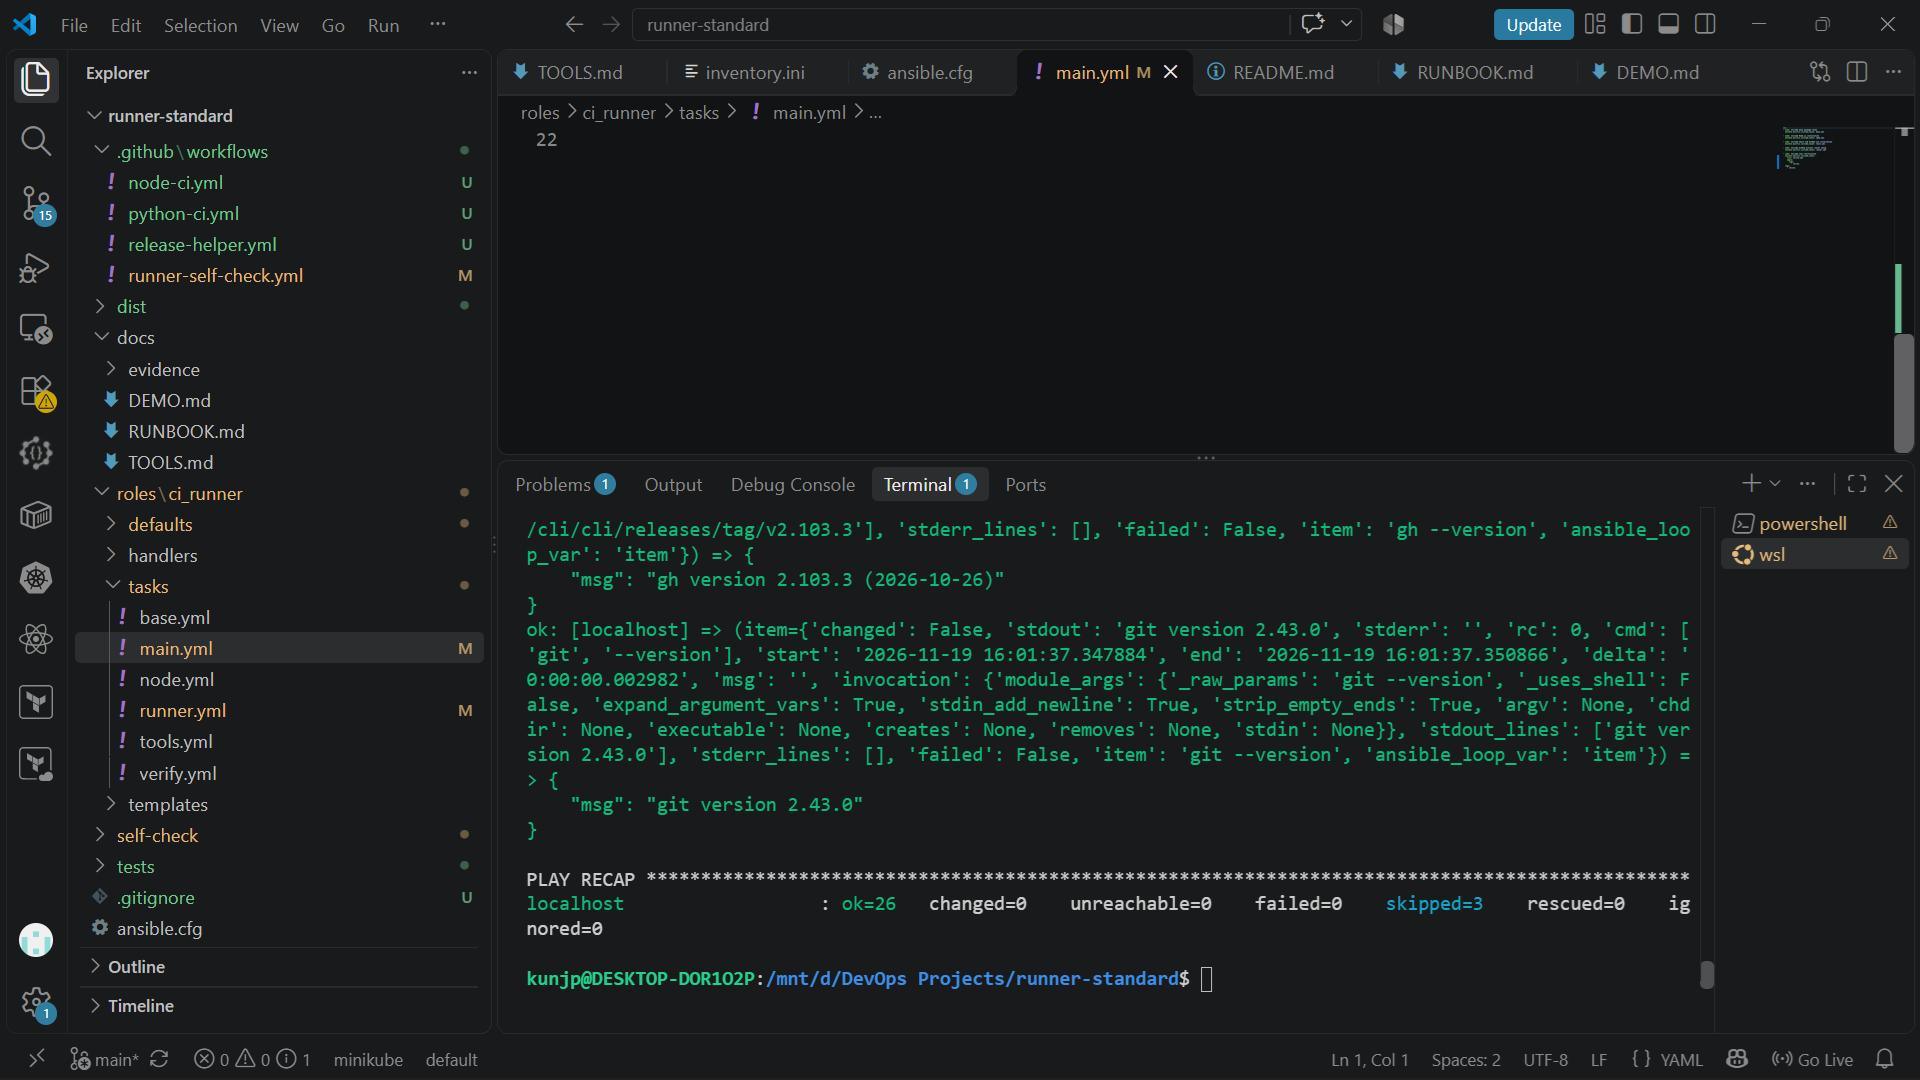 File Edit Selection View Go Run ···
runner-standard
Update
Explorer
runner-standard
.github\workflows
node-ci.yml U
python-ci.yml U
release-helper.yml U
runner-self-check.yml M
dist
docs
evidence
DEMO.md
RUNBOOK.md
TOOLS.md
roles\ci_runner
defaults
handlers
tasks
base.yml
main.yml M
node.yml
runner.yml M
tools.yml
verify.yml
templates
self-check
tests
.gitignore U
ansible.cfg
Outline
Timeline
15
1
TOOLS.md inventory.ini ansible.cfg main.yml M README.md RUNBOOK.md DEMO.md
roles > ci_runner > tasks > ! main.yml > ...
22
Problems 1 Output Debug Console Terminal 1 Ports
/cli/cli/releases/tag/v2.103.3'], 'stderr_lines': [], 'failed': False, 'item': 'gh --version', 'ansible_loo
p_var': 'item'}) => {
    "msg": "gh version 2.103.3 (2026-10-26)"
}
ok: [localhost] => (item={'changed': False, 'stdout': 'git version 2.43.0', 'stderr': '', 'rc': 0, 'cmd': [
'git', '--version'], 'start': '2026-11-19 16:01:37.347884', 'end': '2026-11-19 16:01:37.350866', 'delta': '
0:00:00.002982', 'msg': '', 'invocation': {'module_args': {'_raw_params': 'git --version', '_uses_shell': F
alse, 'expand_argument_vars': True, 'stdin_add_newline': True, 'strip_empty_ends': True, 'argv': None, 'chd
ir': None, 'executable': None, 'creates': None, 'removes': None, 'stdin': None}}, 'stdout_lines': ['git ver
sion 2.43.0'], 'stderr_lines': [], 'failed': False, 'item': 'git --version', 'ansible_loop_var': 'item'}) =
> {
    "msg": "git version 2.43.0"
}
PLAY RECAP ************************************************************************************************
localhost : ok=26 changed=0 unreachable=0 failed=0 skipped=3 rescued=0 ig
nored=0
kunjp@DESKTOP-DOR1O2P:/mnt/d/DevOps Projects/runner-standard$
powershell
wsl
main* 0 0 1 minikube default
Ln 1, Col 1 Spaces: 2 UTF-8 LF {} YAML Go Live